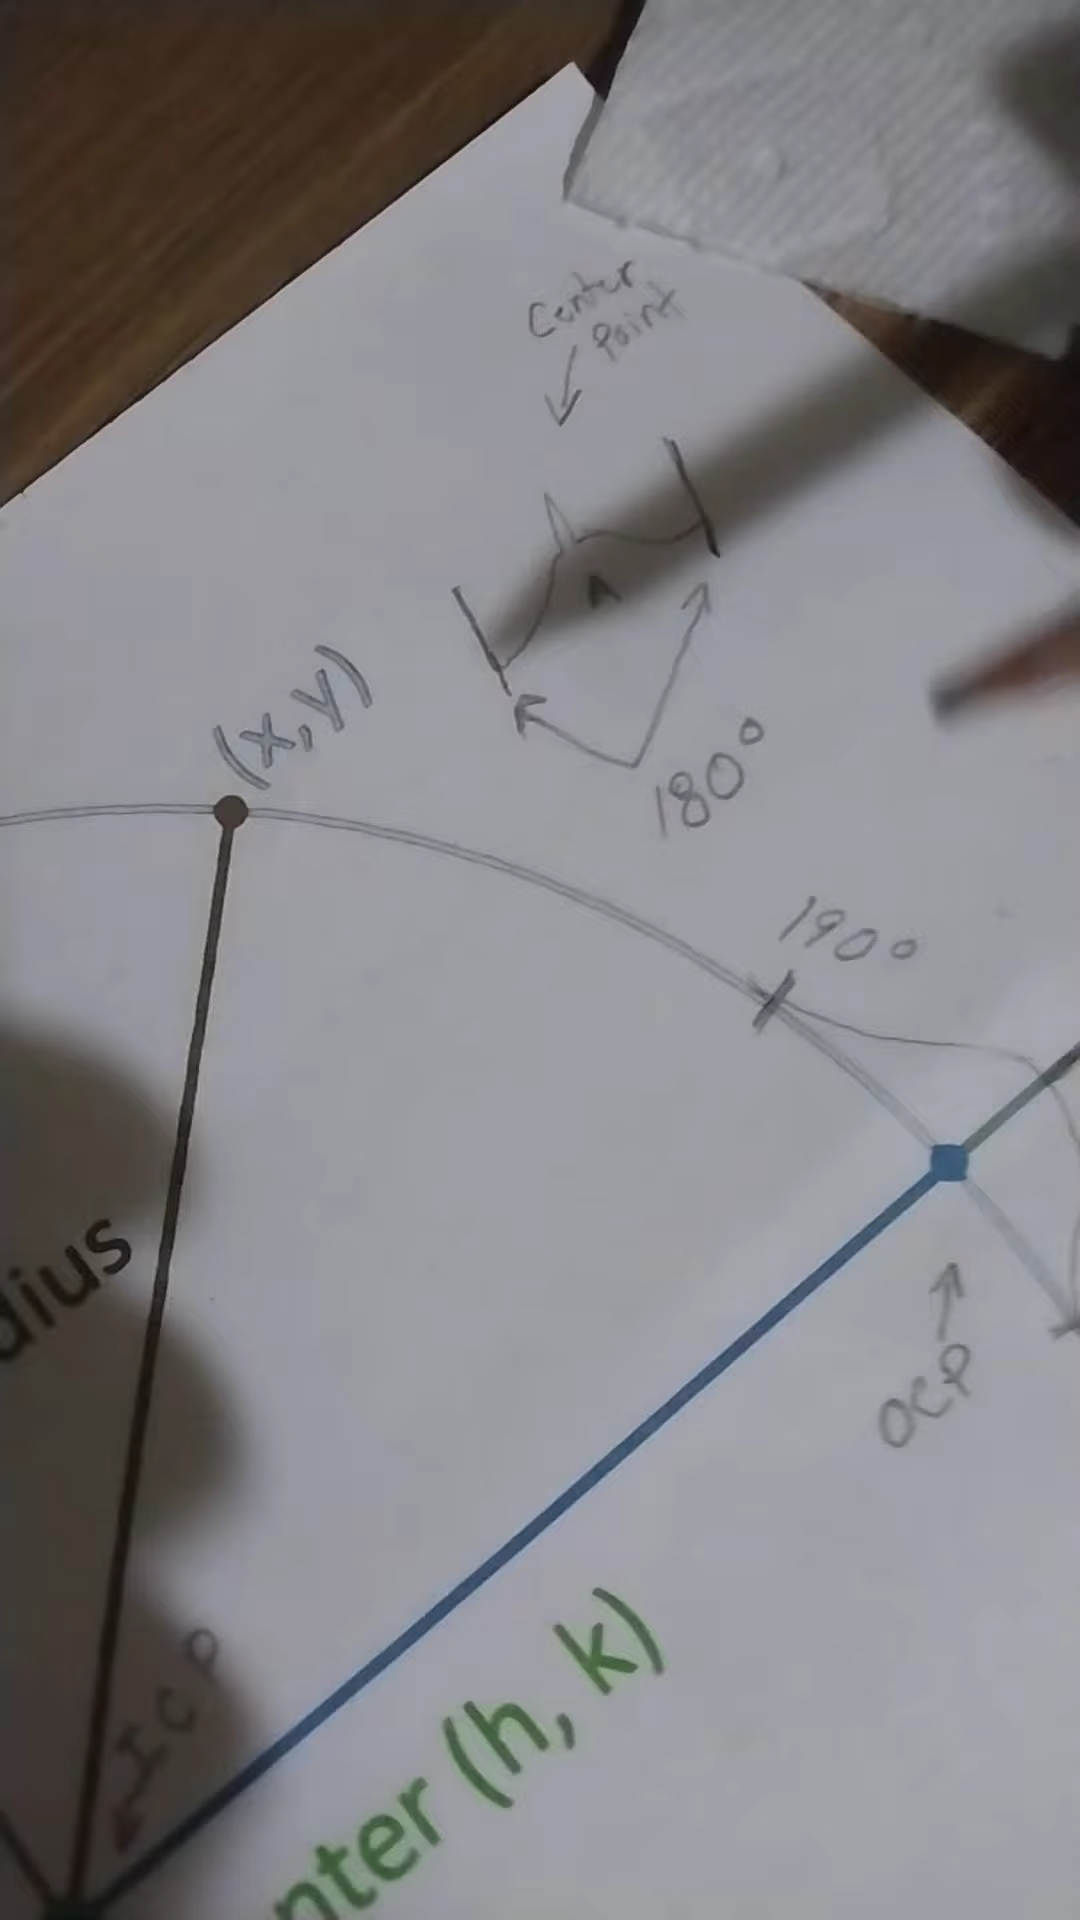 Center
Point
A
(x,y)
180°
190°
dius
OCP
ICP
nter (h, k)